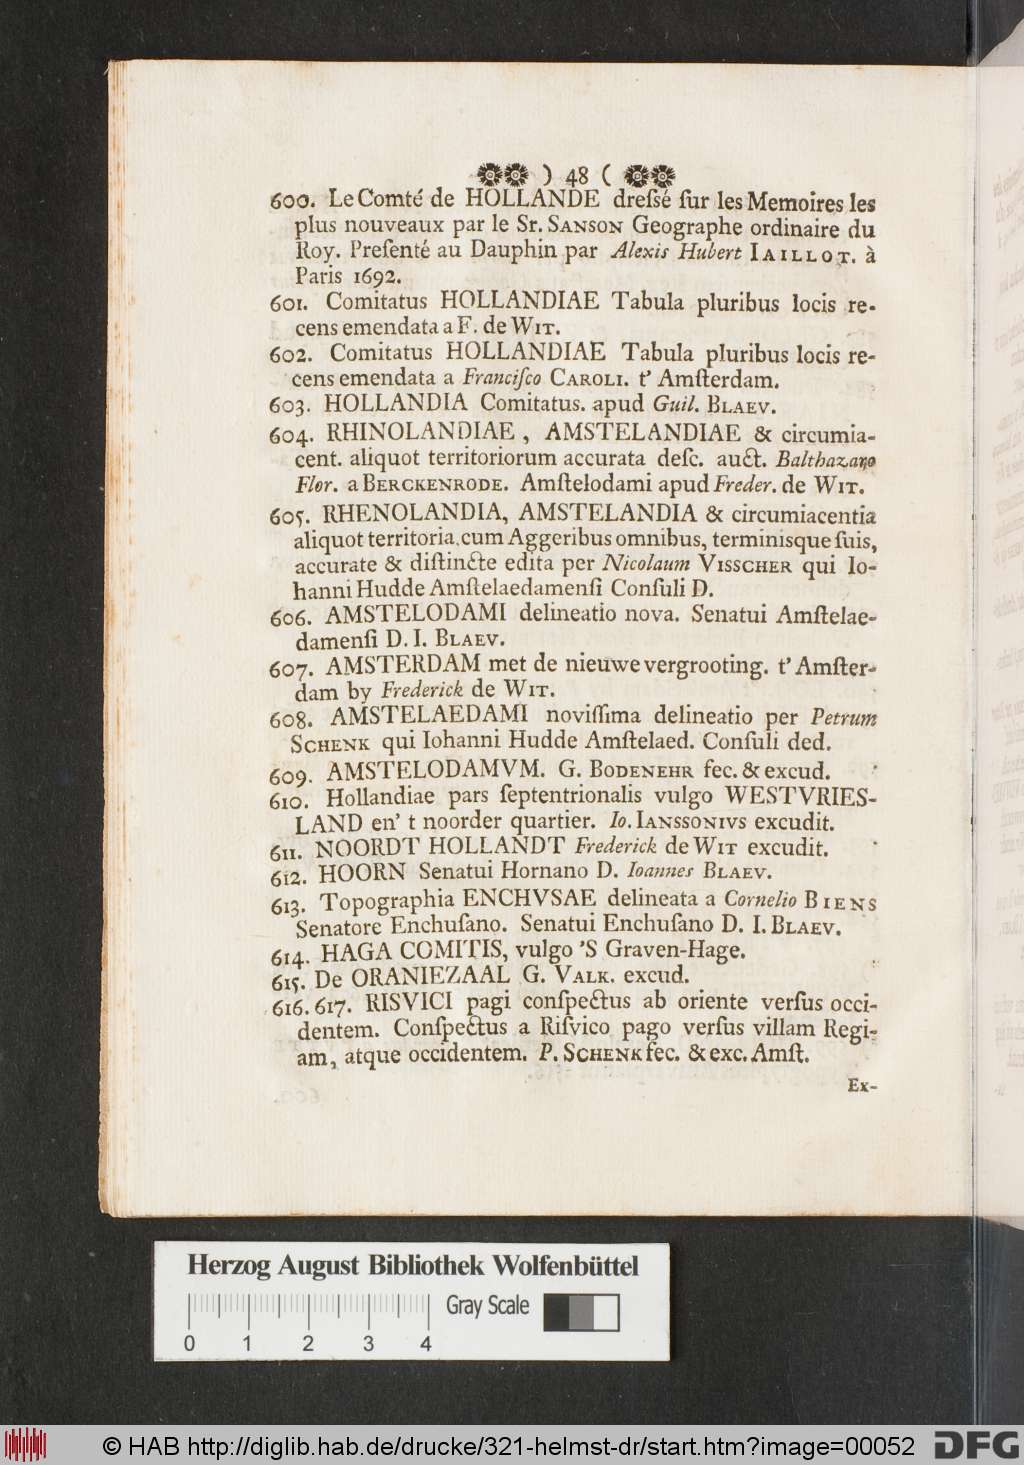 ) 48 (
600. Le Comté de HOLLANDE dreſsé ſur les Memoires les
plus nouveaux par le Sr. SANSON Geographe ordinaire du
Roy. Preſenté au Dauphin par Alexis Hubert IAILLOT. à
Paris 1692.
601. Comitatus HOLLANDIAE Tabula pluribus locis re-
cens emendata a F. de WIT.
602. Comitatus HOLLANDIAE Tabula pluribus locis re-
cens emendata a Franciſco CAROLI. t' Amſterdam.
603. HOLLANDIA Comitatus. apud Guil. BLAEV.
604. RHINOLANDIAE, AMSTELANDIAE & circumia-
cent. aliquot territoriorum accurata deſc. auct. Balthazaro
Flor. a BERCKENRODE. Amſtelodami apud Freder. de WIT.
605. RHENOLANDIA, AMSTELANDIA & circumiacentia
aliquot territoria. cum Aggeribus omnibus, terminisque ſuis,
accurate & diſtincte edita per Nicolaum VISSCHER qui Io-
hanni Hudde Amſtelaedamenſi Conſuli D.
606. AMSTELODAMI delineatio nova. Senatui Amſtelae-
damenſi D. I. BLAEV.
607. AMSTERDAM met de nieuwe vergrooting. t' Amſter-
dam by Frederick de WIT.
608. AMSTELAEDAMI noviſſima delineatio per Petrum
SCHENK qui Iohanni Hudde Amſtelaed. Conſuli ded.
609. AMSTELODAMVM. G. BODENEHR fec. & excud.
610. Hollandiae pars ſeptentrionalis vulgo WESTVRIES-
LAND en' t noorder quartier. Io. IANSSONIVS excudit.
611. NOORDT HOLLANDT Frederick de WIT excudit.
612. HOORN Senatui Hornano D. Ioannes BLAEV.
613. Topographia ENCHVSAE delineata a Cornelio BIENS
Senatore Enchuſano. Senatui Enchuſano D. I. BLAEV.
614. HAGA COMITIS, vulgo 'S Graven-Hage.
615. De ORANIEZAAL G. VALK. excud.
616. 617. RISVICI pagi conſpectus ab oriente verſus occi-
dentem. Conſpectus a Riſvico pago verſus villam Regi-
am, atque occidentem. P. SCHENK fec. & exc. Amſt.
Ex-
Herzog August Bibliothek Wolfenbüttel
Gray Scale
0 1 2 3 4
© HAB http://diglib.hab.de/drucke/321-helmst-dr/start.htm?image=00052
DFG